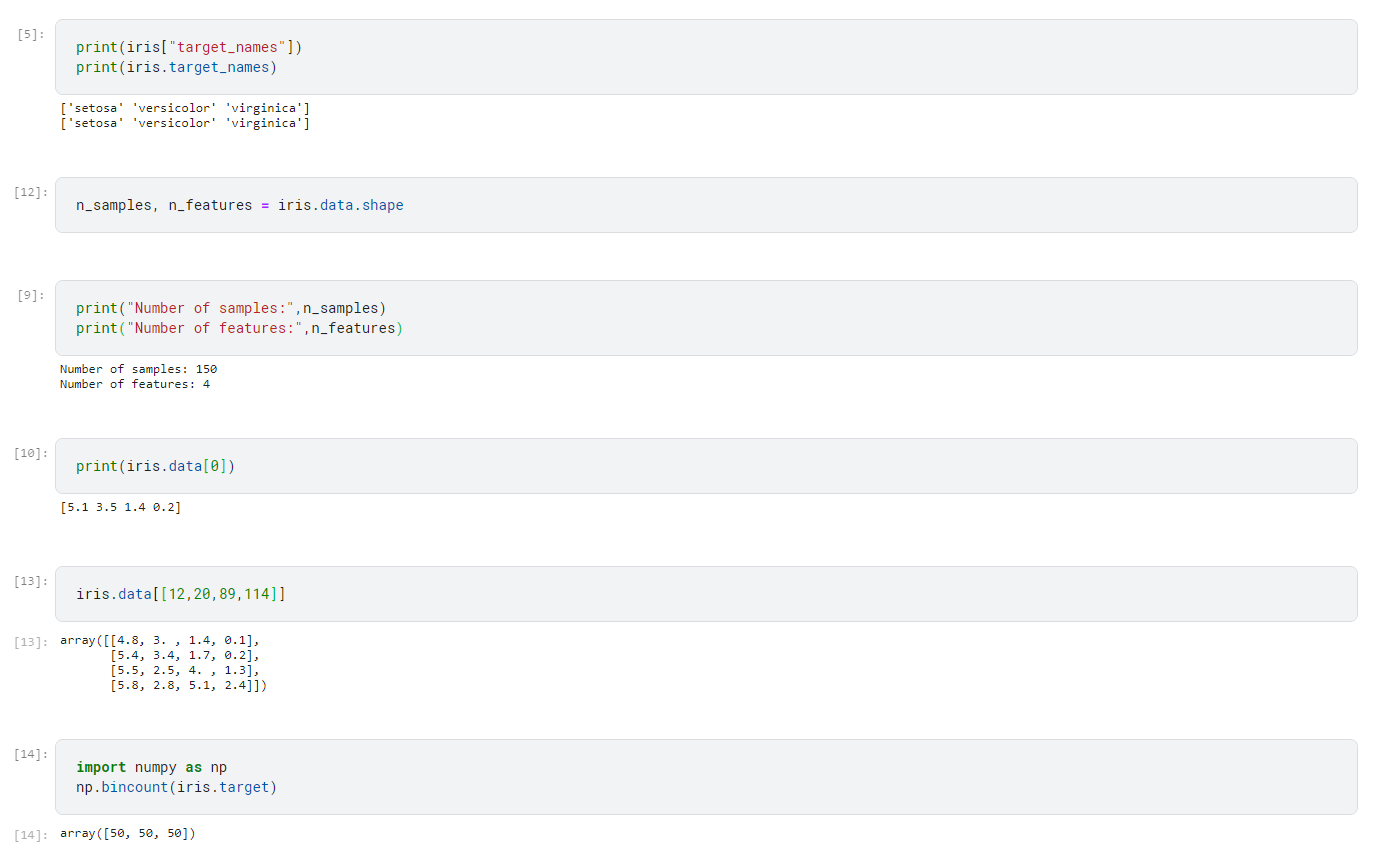 [5]:
print(iris["target_names"])
print(iris.target_names)
['setosa' 'versicolor' 'virginica']
['setosa' 'versicolor' 'virginica']
[12]:
n_samples, n_features = iris.data.shape
[9]:
print("Number of samples:",n_samples)
print("Number of features:",n_features)
Number of samples: 150
Number of features: 4
[10]:
print(iris.data[0])
[5.1 3.5 1.4 0.2]
[13]:
iris.data[[12,20,89,114]]
[13]:
array([[4.8, 3. , 1.4, 0.1],
[5.4, 3.4, 1.7, 0.2],
[5.5, 2.5, 4. , 1.3],
[5.8, 2.8, 5.1, 2.4]])
[14]:
import numpy as np
np.bincount(iris.target)
[14]:
array([50, 50, 50])